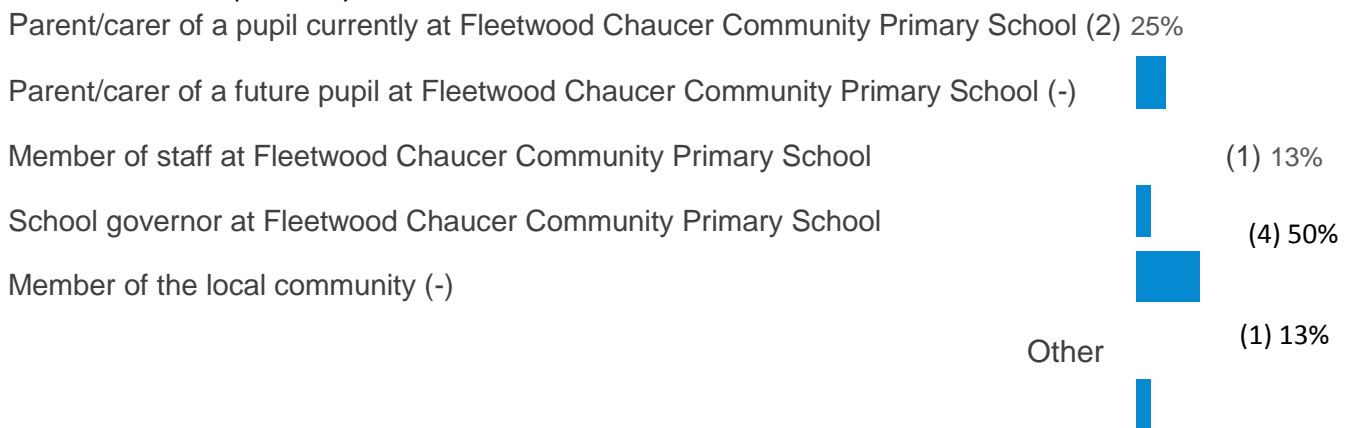 Parent/carer of a pupil currently at Fleetwood Chaucer Community Primary School (2) 25%
Parent/carer of a future pupil at Fleetwood Chaucer Community Primary School (-)
Member of staff at Fleetwood Chaucer Community Primary School (1) 13%
School governor at Fleetwood Chaucer Community Primary School (4) 50%
Member of the local community (-)
Other (1) 13%